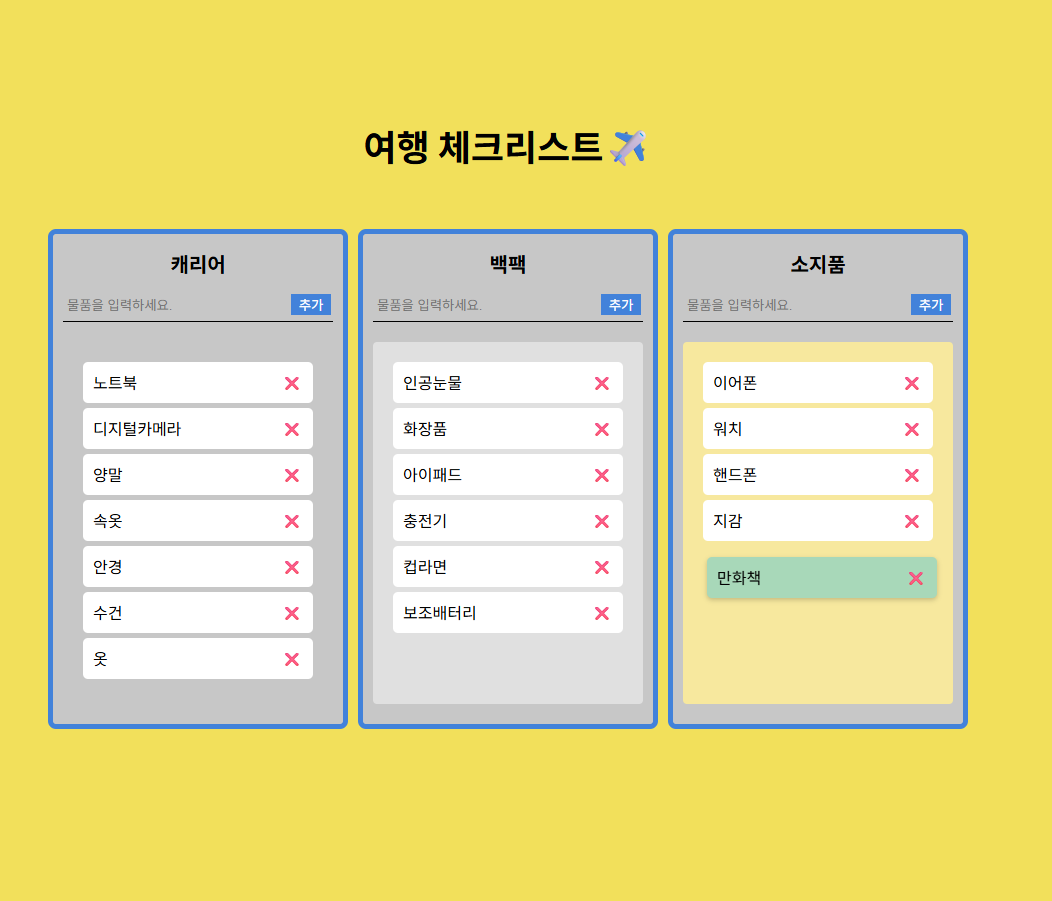 여행 체크리스트
캐리어
물품을 입력하세요.
추가
노트북
디지털카메라
양말
속옷
안경
수건
옷
백팩
물품을 입력하세요.
추가
인공눈물
화장품
아이패드
충전기
컵라면
보조배터리
소지품
물품을 입력하세요.
추가
이어폰
워치
핸드폰
지갑
만화책